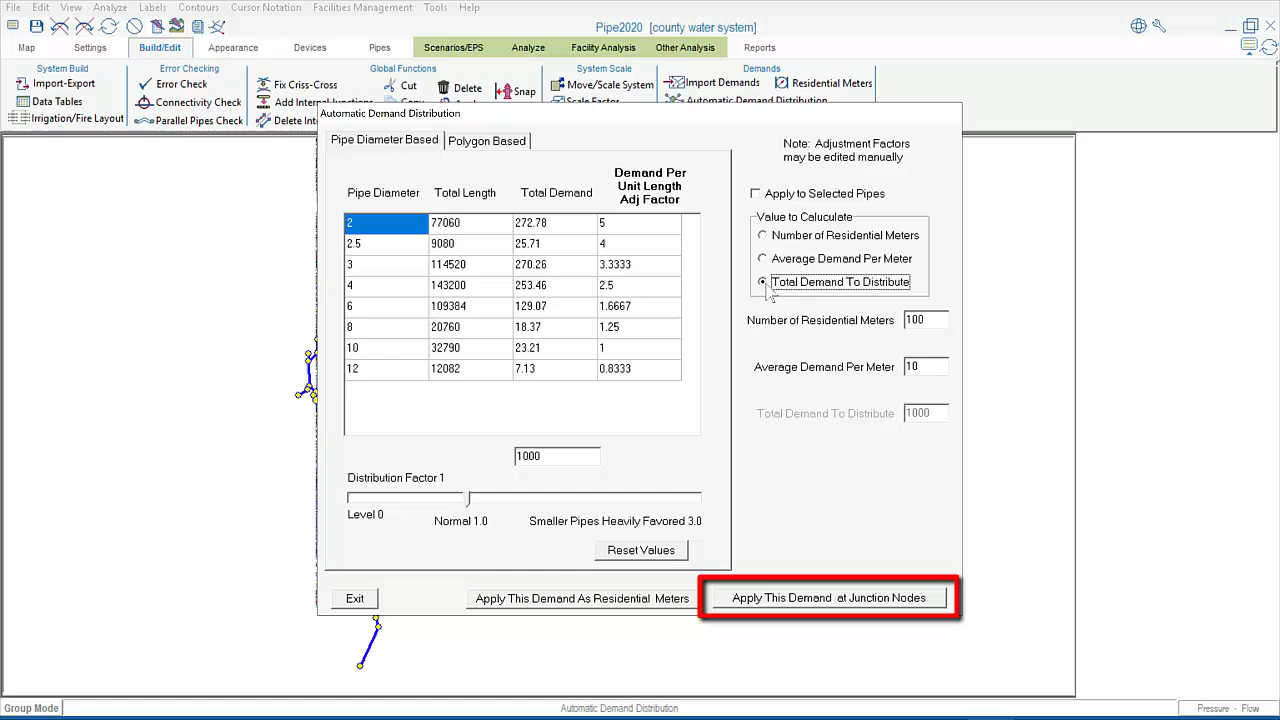 File Edit View Analyze Labels Contours Cursor Notation Facilities Management Tools Help
Pipe2020 [county water system]
Map Settings Build/Edit Appearance Devices Pipes Scenarios/EPS Analyze Facility Analysis Other Analysis Reports
System Build Error Checking Global Functions System Scale Demands
Import-Export Error Check Fix Criss-Cross Cut Delete Snap Move/Scale System Import Demands Residential Meters
Data Tables Connectivity Check Add Internal Junctions Copy Scale Factor Automatic Demand Distribution
Irrigation/Fire Layout Parallel Pipes Check Delete Int
Automatic Demand Distribution
Pipe Diameter Based Polygon Based
Note: Adjustment Factors
may be edited manually
Demand Per
Unit Length
Adj Factor
Pipe Diameter Total Length Total Demand
2 77060 272.78 5
2.5 9080 25.71 4
3 114520 270.26 3.3333
4 143200 253.46 2.5
6 109384 129.07 1.6667
8 20760 18.37 1.25
10 32790 23.21 1
12 12082 7.13 0.8333
Apply to Selected Pipes
Value to Caluculate
Number of Residential Meters
Average Demand Per Meter
Total Demand To Distribute
Number of Residential Meters 100
Average Demand Per Meter 10
Total Demand To Distribute 1000
1000
Distribution Factor 1
Level 0
Normal 1.0
Smaller Pipes Heavily Favored 3.0
Reset Values
Exit
Apply This Demand As Residential Meters
Apply This Demand at Junction Nodes
Group Mode Automatic Demand Distribution Pressure - Flow